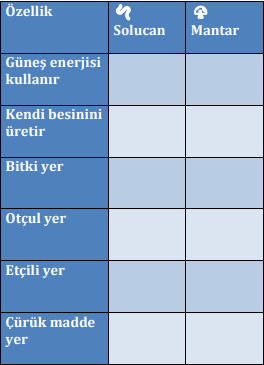 Özellik
Solucan
Mantar
Güneş enerjisi
kullanır
Kendi besinini
üretir
Bitki yer
Otçul yer
Etçili yer
Çürük madde
yer